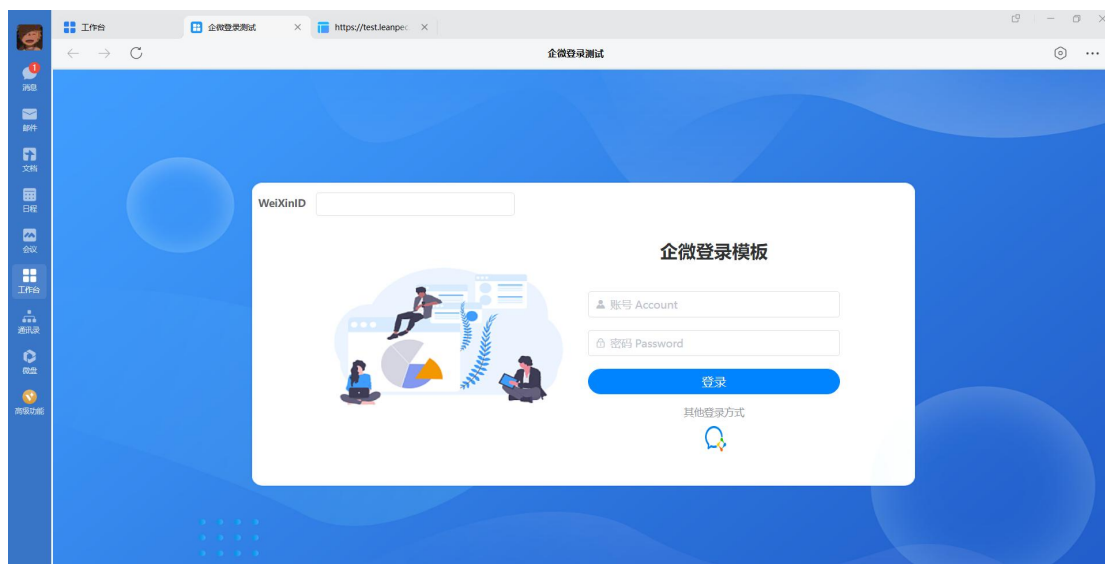 工作台
企微登录测试
https://test.leanpec
企微登录测试
1
消息
邮件
文档
日程
会议
工作台
通讯录
微盘
高级功能
WeiXinID
企微登录模板
账号 Account
密码 Password
登录
其他登录方式